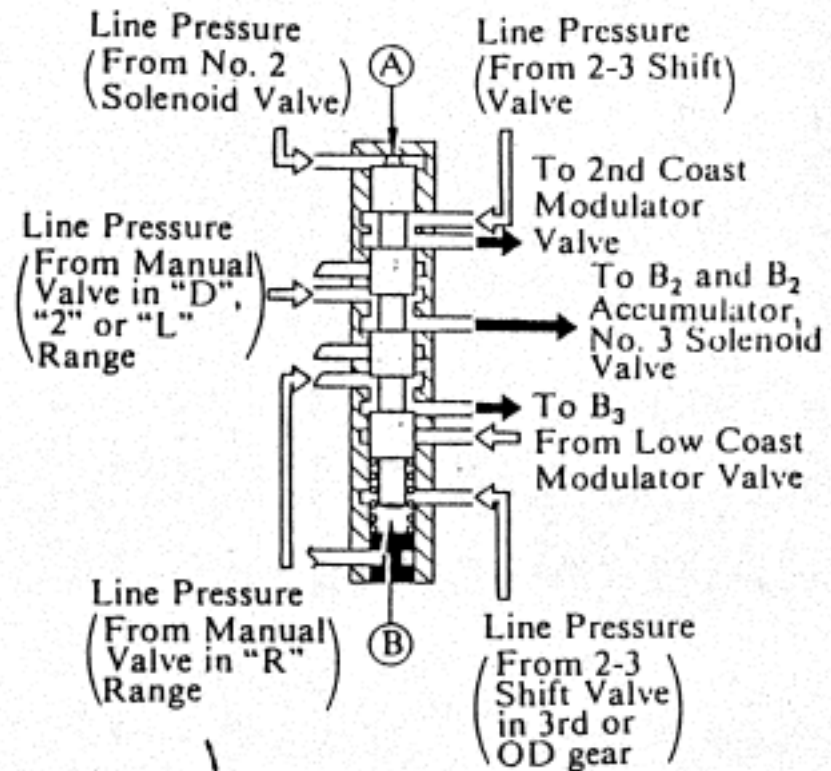 Line Pressure
(From No. 2
Solenoid Valve)
A
Line Pressure
(From 2-3 Shift)
Valve
To 2nd Coast
Modulator
Valve
Line Pressure
(From Manual
Valve in "D",
"2" or "L"
Range)
To B₂ and B₂
Accumulator,
No. 3 Solenoid
Valve
To B₃
From Low Coast
Modulator Valve
Line Pressure
(From Manual
Valve in "R"
Range)
B
Line Pressure
(From 2-3
Shift Valve
in 3rd or
OD gear)